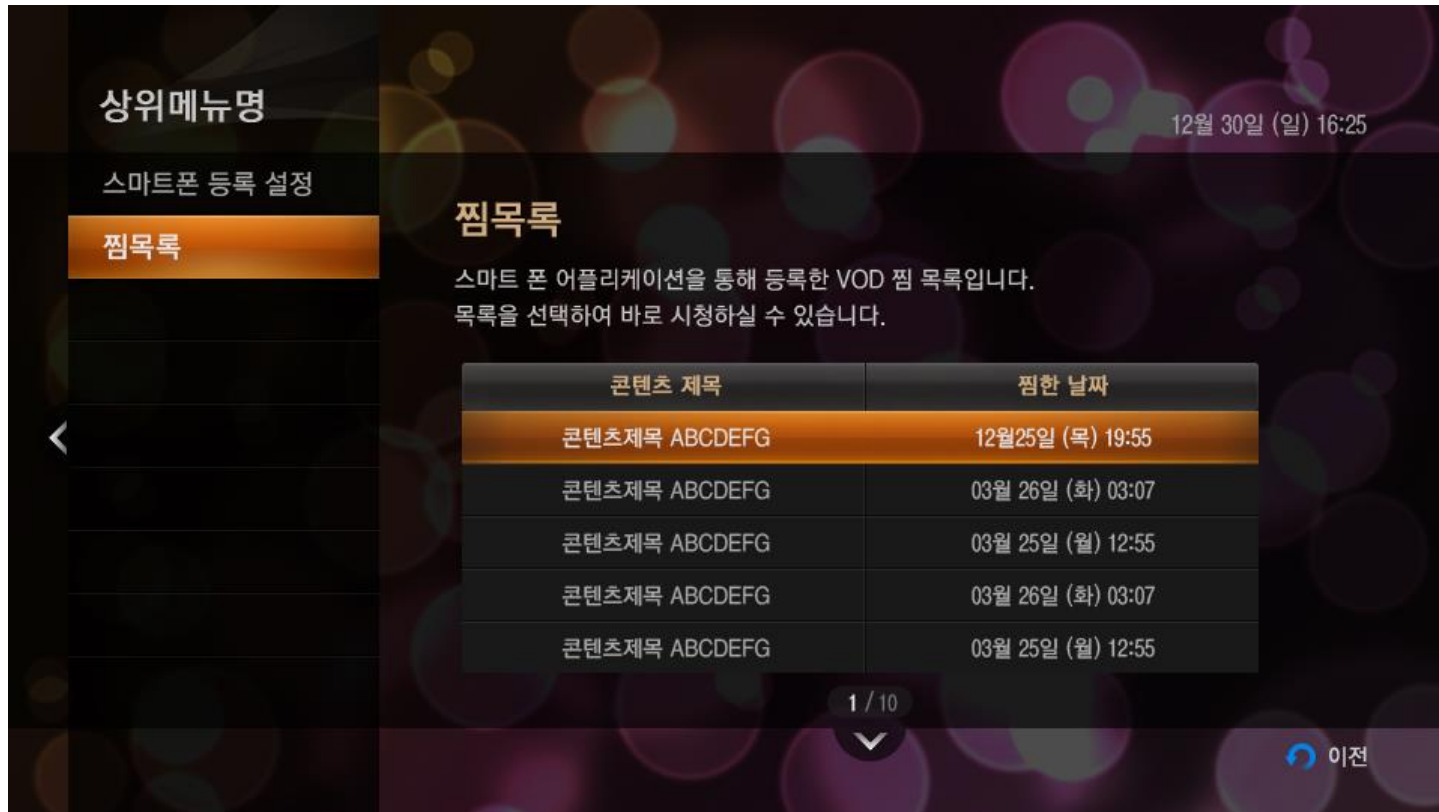 상위메뉴명
12월 30일 (일) 16:25
스마트폰 등록 설정
찜목록
찜목록
스마트 폰 어플리케이션을 통해 등록한 VOD 찜 목록입니다.
목록을 선택하여 바로 시청하실 수 있습니다.
콘텐츠 제목 찜한 날짜
콘텐츠제목 ABCDEFG 12월25일 (목) 19:55
콘텐츠제목 ABCDEFG 03월 26일 (화) 03:07
콘텐츠제목 ABCDEFG 03월 25일 (월) 12:55
콘텐츠제목 ABCDEFG 03월 26일 (화) 03:07
콘텐츠제목 ABCDEFG 03월 25일 (월) 12:55
1 / 10
이전